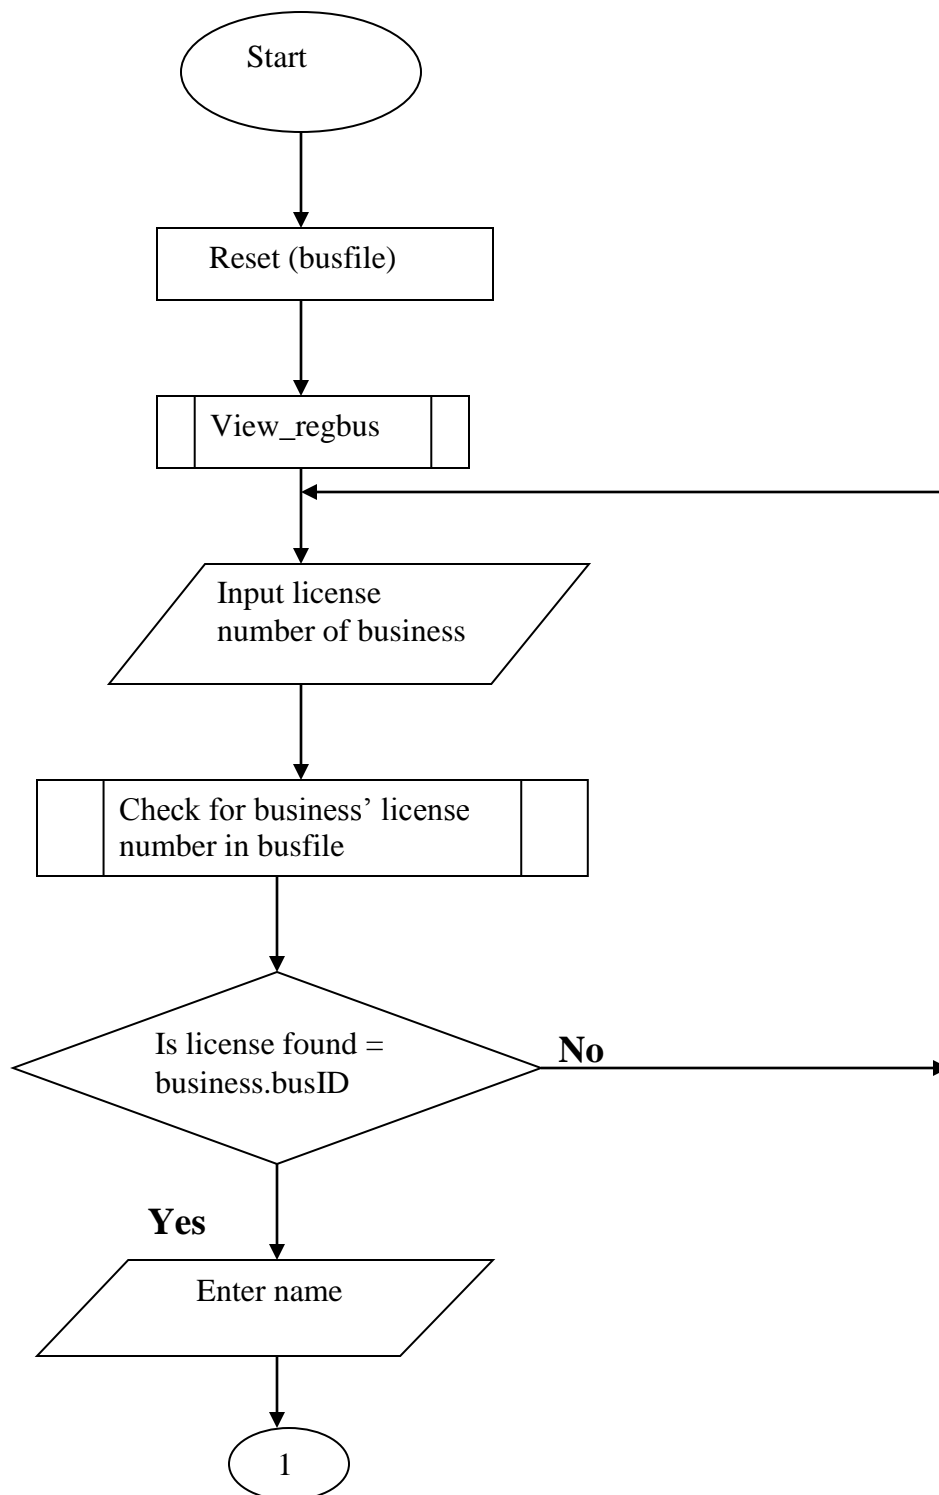 Start
Reset (busfile)
View_regbus
Input license
number of business
Check for business’ license
number in busfile
Is license found =
business.busID
No
Yes
Enter name
1